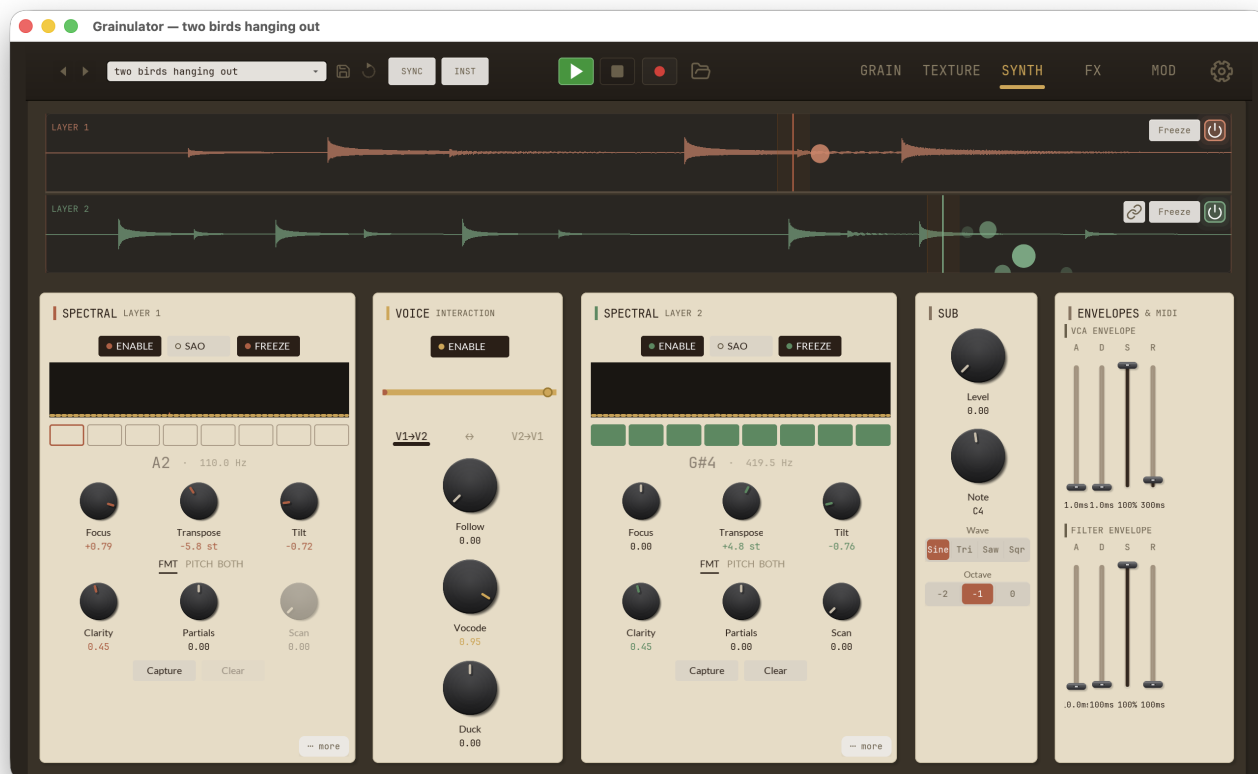 Grainulator — two birds hanging out
two birds hanging out
SYNC
INST
GRAIN
TEXTURE
SYNTH
FX
MOD
LAYER 1
Freeze
LAYER 2
Freeze
SPECTRAL LAYER 1
ENABLE
SAO
FREEZE
A2 · 110.0 Hz
Focus Transpose Tilt
+0.79 -5.8 st -0.72
FMT PITCH BOTH
Clarity Partials Scan
0.45 0.00 0.00
Capture Clear
··· more
VOICE INTERACTION
ENABLE
V1→V2 ↔ V2→V1
Follow
0.00
Vocode
0.95
Duck
0.00
SPECTRAL LAYER 2
ENABLE
SAO
FREEZE
G#4 · 419.5 Hz
Focus Transpose Tilt
0.00 +4.8 st -0.76
FMT PITCH BOTH
Clarity Partials Scan
0.45 0.00 0.00
Capture Clear
··· more
SUB
Level
0.00
Note
C4
Wave
Sine Tri Saw Sqr
Octave
-2 -1 0
ENVELOPES & MIDI
VCA ENVELOPE
A D S R
1.0ms 1.0ms 100% 300ms
FILTER ENVELOPE
A D S R
100ms 100% 100ms